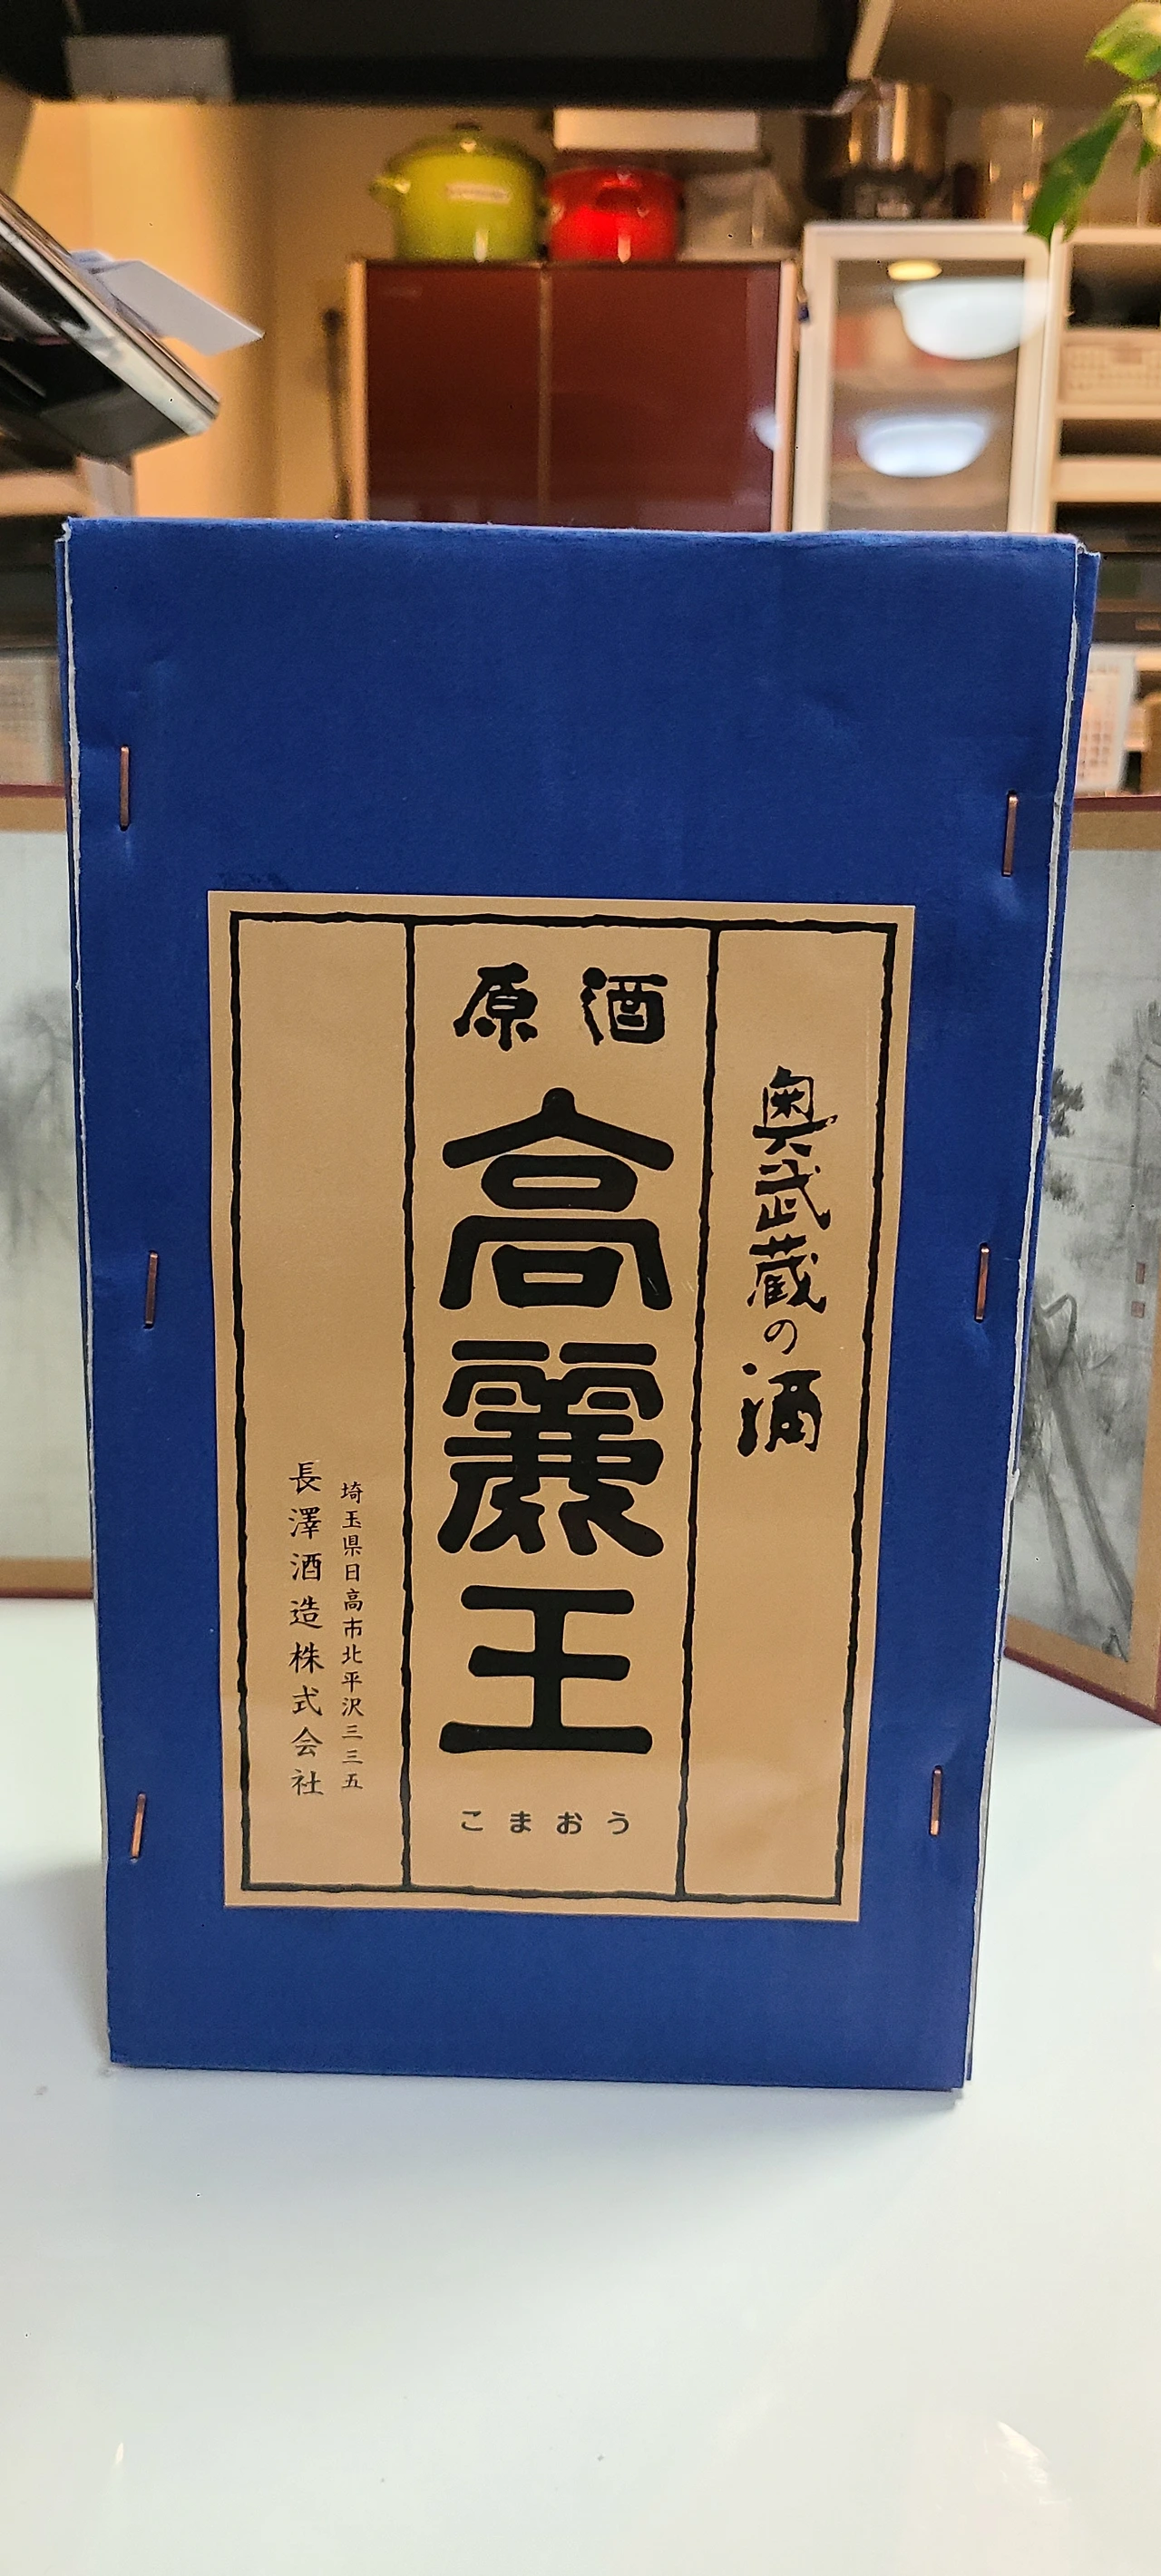 奥武蔵の酒
原酒
高麗王
こまおう
埼玉県日高市北平沢三三五
長澤酒造株式会社